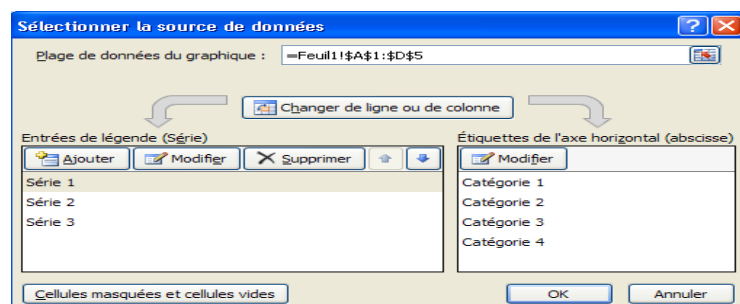 Sélectionner la source de données
Plage de données du graphique : =Feuil1!$A$1:$D$5
Changer de ligne ou de colonne
Entrées de légende (Série)
Ajouter Modifier Supprimer
Série 1
Série 2
Série 3
Étiquettes de l'axe horizontal (abscisse)
Modifier
Catégorie 1
Catégorie 2
Catégorie 3
Catégorie 4
Cellules masquées et cellules vides
OK Annuler